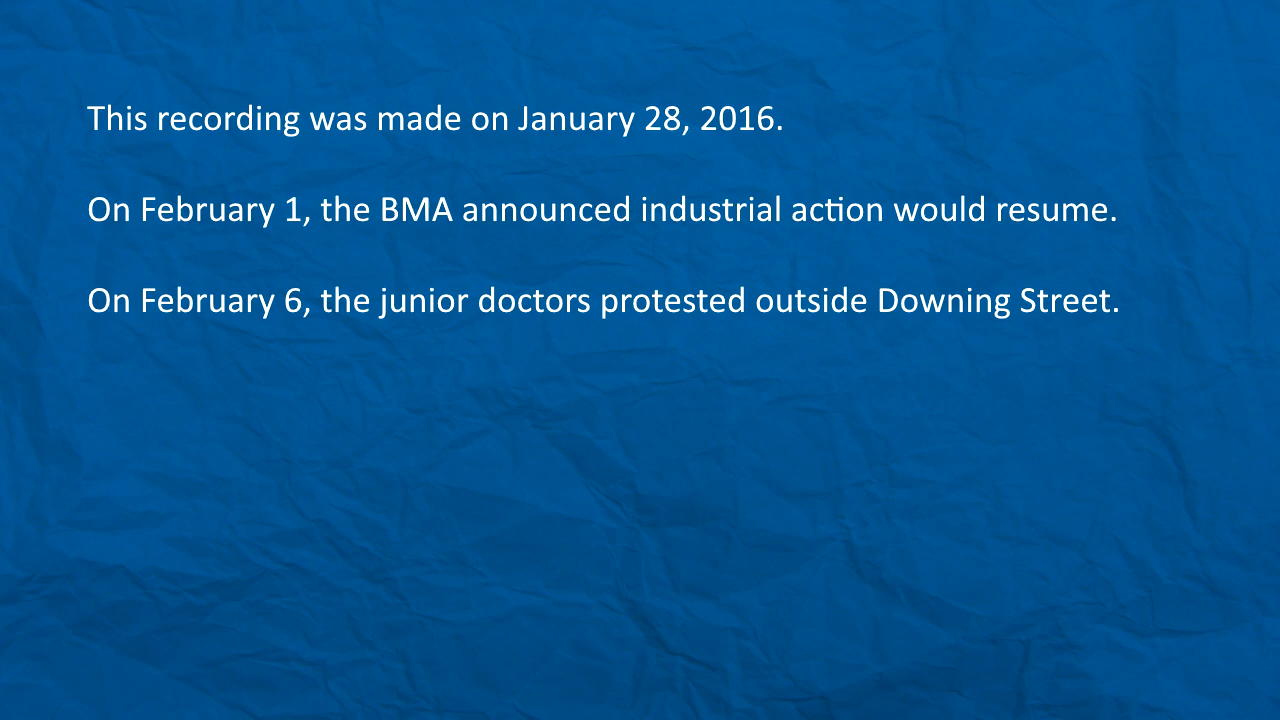 This recording was made on January 28, 2016.
On February 1, the BMA announced industrial action would resume.
On February 6, the junior doctors protested outside Downing Street.